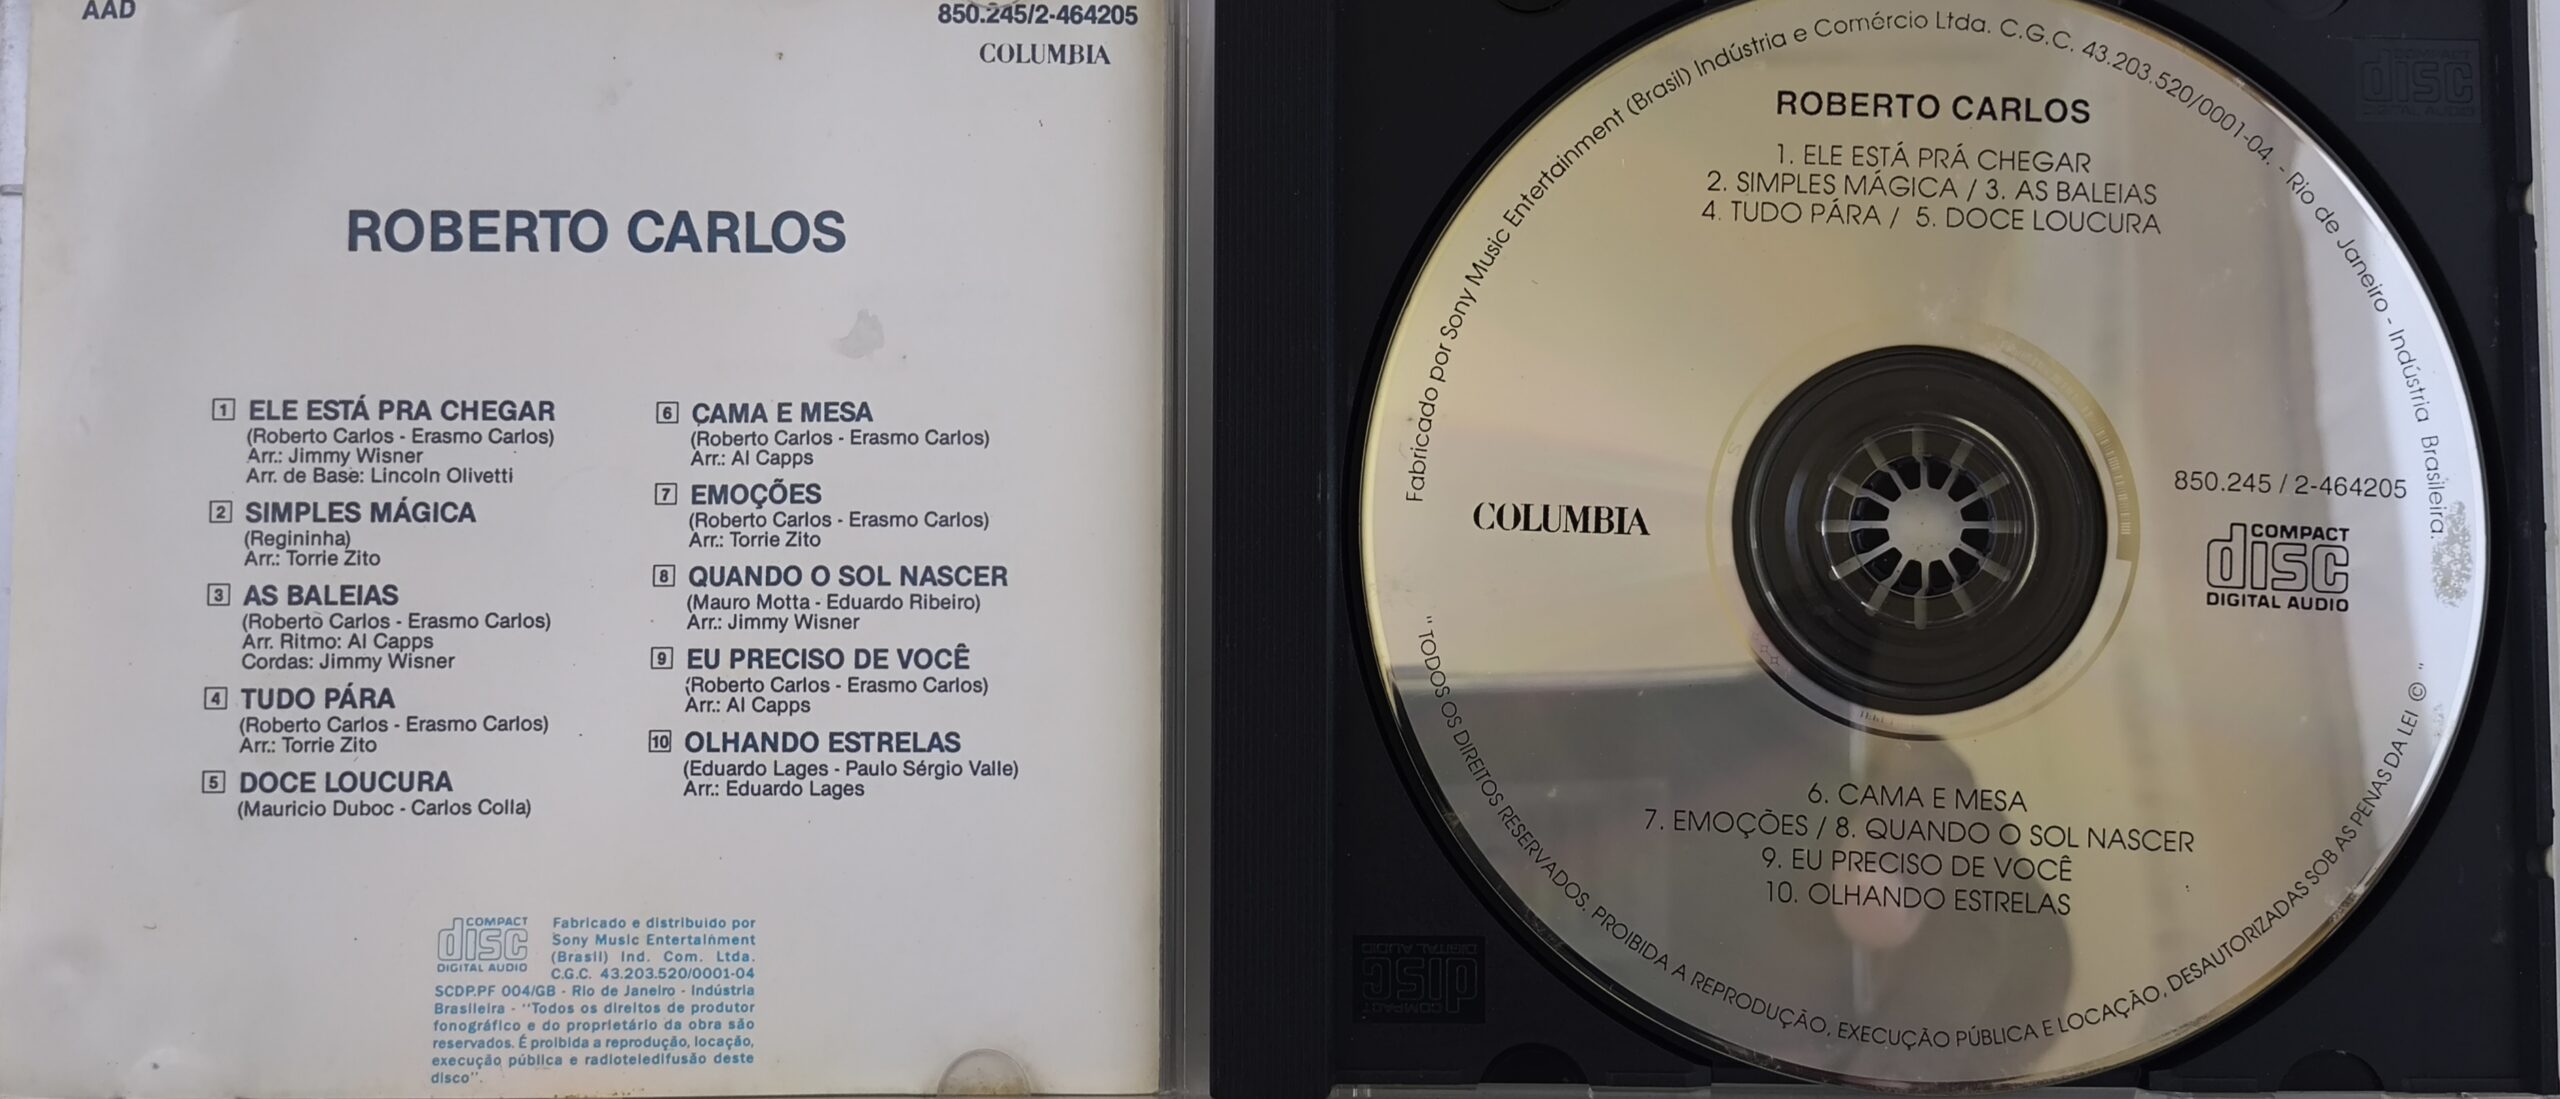 AAD
850.245/2-464205
COLUMBIA
ROBERTO CARLOS
1 ELE ESTÁ PRA CHEGAR
(Roberto Carlos - Erasmo Carlos)
Arr.: Jimmy Wisner
Arr. de Base: Lincoln Olivetti
2 SIMPLES MÁGICA
(Regininha)
Arr.: Torrie Zito
3 AS BALEIAS
(Roberto Carlos - Erasmo Carlos)
Arr. Ritmo: Al Capps
Cordas: Jimmy Wisner
4 TUDO PÁRA
(Roberto Carlos - Erasmo Carlos)
Arr.: Torrie Zito
5 DOCE LOUCURA
(Mauricio Duboc - Carlos Colla)
6 CAMA E MESA
(Roberto Carlos - Erasmo Carlos)
Arr.: Al Capps
7 EMOÇÕES
(Roberto Carlos - Erasmo Carlos)
Arr.: Torrie Zito
8 QUANDO O SOL NASCER
(Mauro Motta - Eduardo Ribeiro)
Arr.: Jimmy Wisner
9 EU PRECISO DE VOCÊ
(Roberto Carlos - Erasmo Carlos)
Arr.: Al Capps
10 OLHANDO ESTRELAS
(Eduardo Lages - Paulo Sérgio Valle)
Arr.: Eduardo Lages
COMPACT
disc
DIGITAL AUDIO
Fabricado e distribuido por
Sony Music Entertainment
(Brasil) Ind. Com. Ltda.
C.G.C. 43.203.520/0001-04
SCDP.PF 004/GB - Rio de Janeiro - Indústria
Brasileira - "Todos os direitos de produtor
fonográfico e do proprietário da obra são
reservados. É proibida a reprodução, locação,
execução pública e radioteledifusão deste
disco".
Fabricado por Sony Music Entertainment (Brasil) Indústria e Comércio Ltda. C.G.C. 43.203.520/0001-04. - Rio de Janeiro - Indústria Brasileira.
ROBERTO CARLOS
1. ELE ESTÁ PRÁ CHEGAR
2. SIMPLES MÁGICA / 3. AS BALEIAS
4. TUDO PÁRA / 5. DOCE LOUCURA
COLUMBIA
850.245 / 2-464205
COMPACT
disc
DIGITAL AUDIO
6. CAMA E MESA
7. EMOÇÕES / 8. QUANDO O SOL NASCER
9. EU PRECISO DE VOCÊ
10. OLHANDO ESTRELAS
"TODOS OS DIREITOS RESERVADOS. PROIBIDA A REPRODUÇÃO, EXECUÇÃO PÚBLICA E LOCAÇÃO, DESAUTORIZADAS SOB AS PENAS DA LEI © "
COMPACT
disc
DIGITAL AUDIO
COMPACT
disc
DIGITAL AUDIO